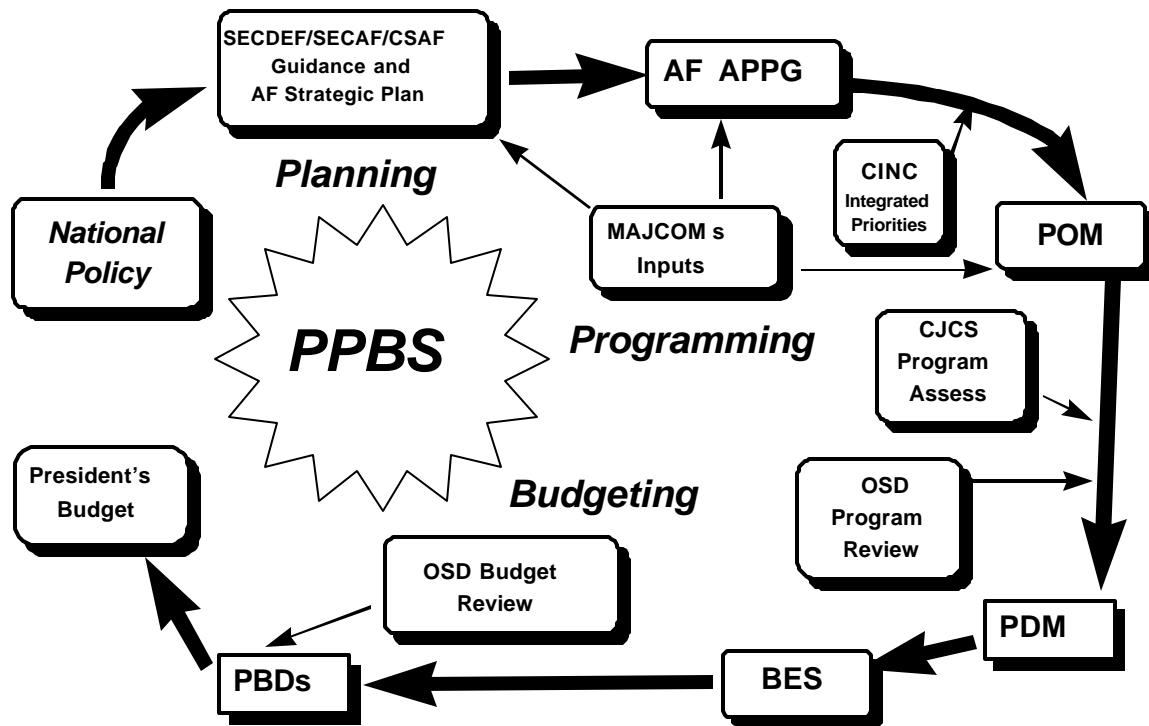 SECDEF/SECAF/CSAF
Guidance and
AF Strategic Plan
AF APPG
CINC
Integrated
Priorities
Planning
National
Policy
MAJCOM s
Inputs
POM
PPBS
Programming
CJCS
Program
Assess
President's
Budget
Budgeting
OSD
Program
Review
OSD Budget
Review
PDM
PBDs
BES